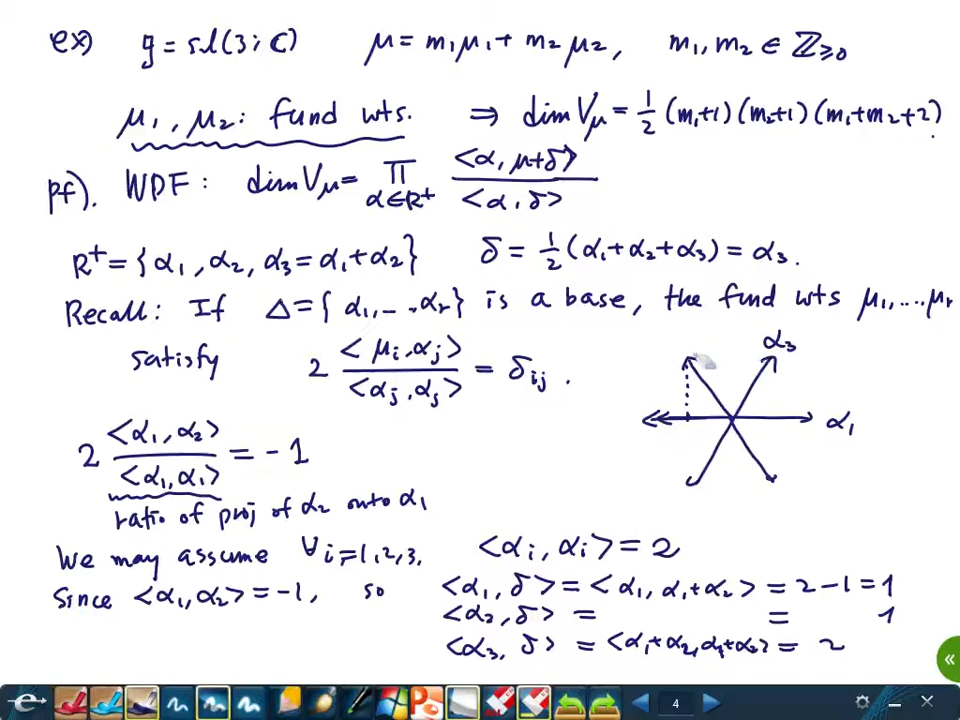 ex) g = sl(3; C) μ = m₁μ₁ + m₂μ₂, m₁, m₂ ∈ ℤ≥0
μ₁, μ₂: fund wts. ⇒ dim Vμ = 1/2 (m₁+1)(m₂+1)(m₁+m₂+2).
pf). WDF: dim Vμ = Π α∈R⁺ <α, μ+δ> / <α, δ>
R⁺ = {α₁, α₂, α₃ = α₁+α₂} δ = 1/2 (α₁+α₂+α₃) = α₃.
Recall: If Δ = {α₁, ..., αr} is a base, the fund wts μ₁, ... μr
satisfy 2 <μi, αj> / <αj, αj> = δij.
α₃
α₁
2 <α₁, α₂> / <α₁, α₁> = -1
ratio of proj of α₂ onto α₁
We may assume ∀i=1,2,3, <αi, αi> = 2
Since <α₁, α₂> = -1, so <α₁, δ> = <α₁, α₁+α₂> = 2-1 = 1
<α₂, δ> = = 1
<α₃, δ> = <α₁+α₂, α₁+α₂> = 2
4